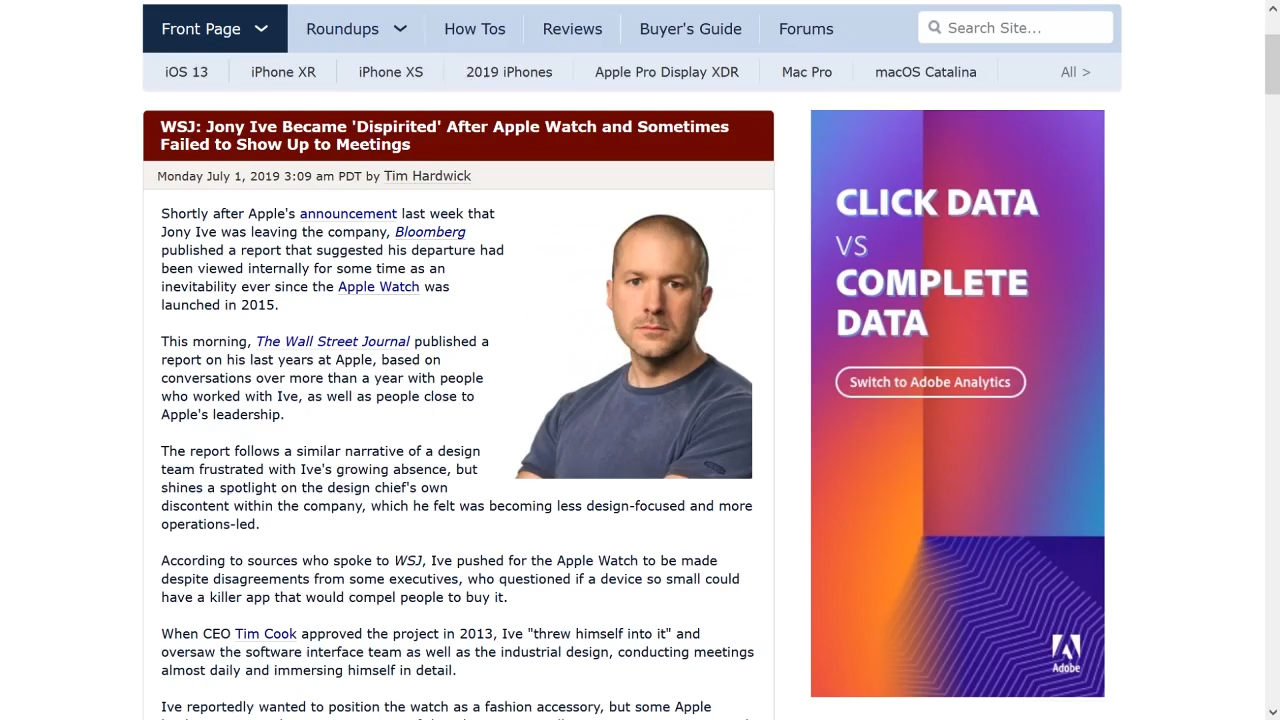 Front Page
Roundups
How Tos
Reviews
Buyer's Guide
Forums
Search Site...
iOS 13
iPhone XR
iPhone XS
2019 iPhones
Apple Pro Display XDR
Mac Pro
macOS Catalina
All >
WSJ: Jony Ive Became 'Dispirited' After Apple Watch and Sometimes
Failed to Show Up to Meetings
Monday July 1, 2019 3:09 am PDT by Tim Hardwick
Shortly after Apple's announcement last week that
Jony Ive was leaving the company, Bloomberg
published a report that suggested his departure had
been viewed internally for some time as an
inevitability ever since the Apple Watch was
launched in 2015.
This morning, The Wall Street Journal published a
report on his last years at Apple, based on
conversations over more than a year with people
who worked with Ive, as well as people close to
Apple's leadership.
The report follows a similar narrative of a design
team frustrated with Ive's growing absence, but
shines a spotlight on the design chief's own
discontent within the company, which he felt was becoming less design-focused and more
operations-led.
According to sources who spoke to WSJ, Ive pushed for the Apple Watch to be made
despite disagreements from some executives, who questioned if a device so small could
have a killer app that would compel people to buy it.
When CEO Tim Cook approved the project in 2013, Ive "threw himself into it" and
oversaw the software interface team as well as the industrial design, conducting meetings
almost daily and immersing himself in detail.
Ive reportedly wanted to position the watch as a fashion accessory, but some Apple
CLICK DATA
VS
COMPLETE
DATA
Switch to Adobe Analytics
Adobe